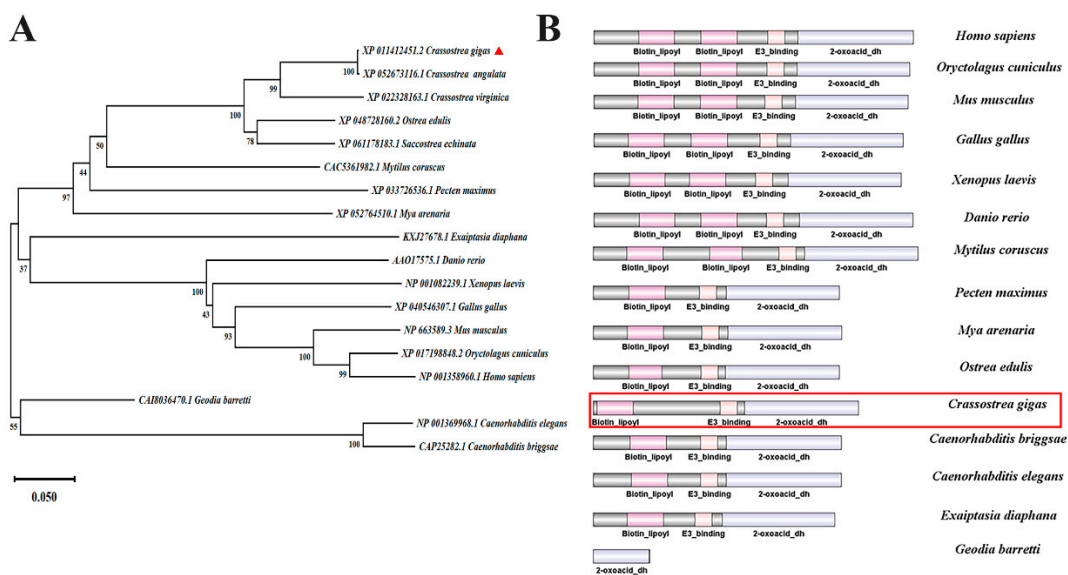 A
XP 011412451.2 Crassostrea gigas
XP 052673116.1 Crassostrea angulata
XP 022328163.1 Crassostrea virginica
XP 048728160.2 Ostrea edulis
XP 061178183.1 Saccostrea echinata
CAC5361982.1 Mytilus coruscus
XP 033726536.1 Pecten maximus
XP 052764510.1 Mya arenaria
KXJ27678.1 Exaiptasia diaphana
AAO17575.1 Danio rerio
NP 001082239.1 Xenopus laevis
XP 040546307.1 Gallus gallus
NP 663589.3 Mus musculus
XP 017198848.2 Oryctolagus cuniculus
NP 001358960.1 Homo sapiens
CAI8036470.1 Geodia barretti
NP 001369968.1 Caenorhabditis elegans
CAP25282.1 Caenorhabditis briggsae
100
99
100
78
50
44
97
37
100
43
93
100
99
55
100
0.050
B
Homo sapiens
Biotin_lipoyl Biotin_lipoyl E3_binding 2-oxoacid_dh
Oryctolagus cuniculus
Biotin_lipoyl Biotin_lipoyl E3_binding 2-oxoacid_dh
Mus musculus
Biotin_lipoyl Biotin_lipoyl E3_binding 2-oxoacid_dh
Gallus gallus
Biotin_lipoyl Biotin_lipoyl E3_binding 2-oxoacid_dh
Xenopus laevis
Biotin_lipoyl Biotin_lipoyl E3_binding 2-oxoacid_dh
Danio rerio
Biotin_lipoyl Biotin_lipoyl E3_binding 2-oxoacid_dh
Mytilus coruscus
Biotin_lipoyl Biotin_lipoyl E3_binding 2-oxoacid_dh
Pecten maximus
Biotin_lipoyl E3_binding 2-oxoacid_dh
Mya arenaria
Biotin_lipoyl E3_binding 2-oxoacid_dh
Ostrea edulis
Biotin_lipoyl E3_binding 2-oxoacid_dh
Crassostrea gigas
Biotin_lipoyl E3_binding 2-oxoacid_dh
Caenorhabditis briggsae
Biotin_lipoyl E3_binding 2-oxoacid_dh
Caenorhabditis elegans
Biotin_lipoyl E3_binding 2-oxoacid_dh
Exaiptasia diaphana
Biotin_lipoyl E3_binding 2-oxoacid_dh
Geodia barretti
2-oxoacid_dh